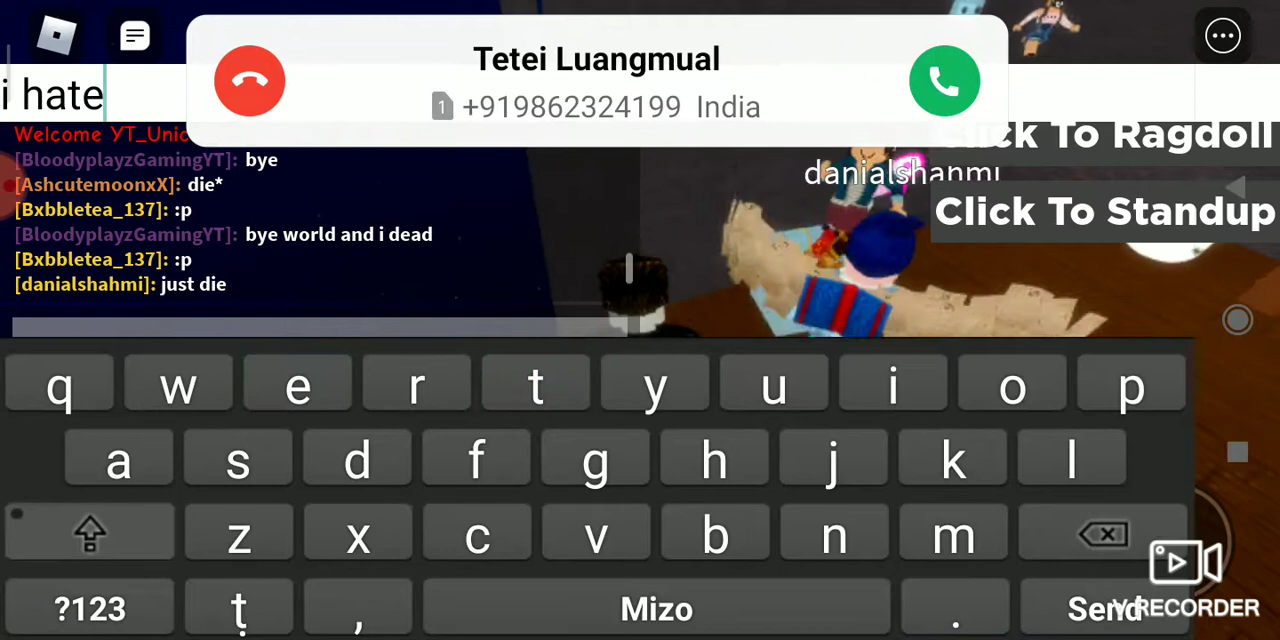 Tetei Luangmual
1 +919862324199 India
i hate
Welcome YT_Unic
[BloodyplayzGamingYT]: bye
[AshcutemoonxX]: die*
[Bxbbletea_137]: :p
[BloodyplayzGamingYT]: bye world and i dead
[Bxbbletea_137]: :p
[danialshahmi]: just die
Click To Ragdoll
danialshahmi
Click To Standup
q w e r t y u i o p
a s d f g h j k l
z x c v b n m
?123 ṭ , Mizo . Send
V RECORDER